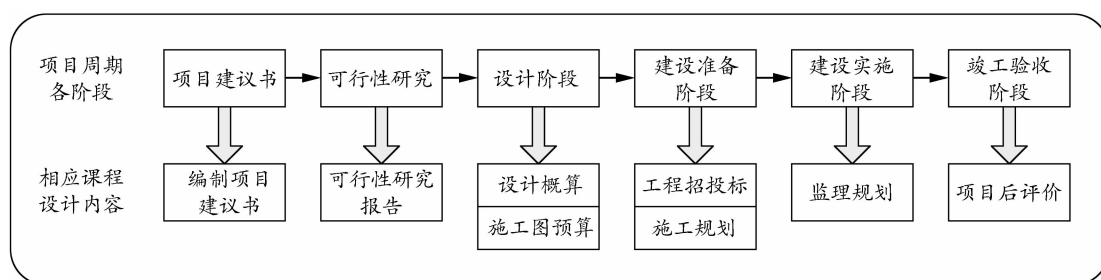 项目周期
各阶段
项目建议书
可行性研究
设计阶段
建设准备
阶段
建设实施
阶段
竣工验收
阶段
相应课程
设计内容
编制项目
建议书
可行性研究
报告
设计概算
施工图预算
工程招投标
施工规划
监理规划
项目后评价